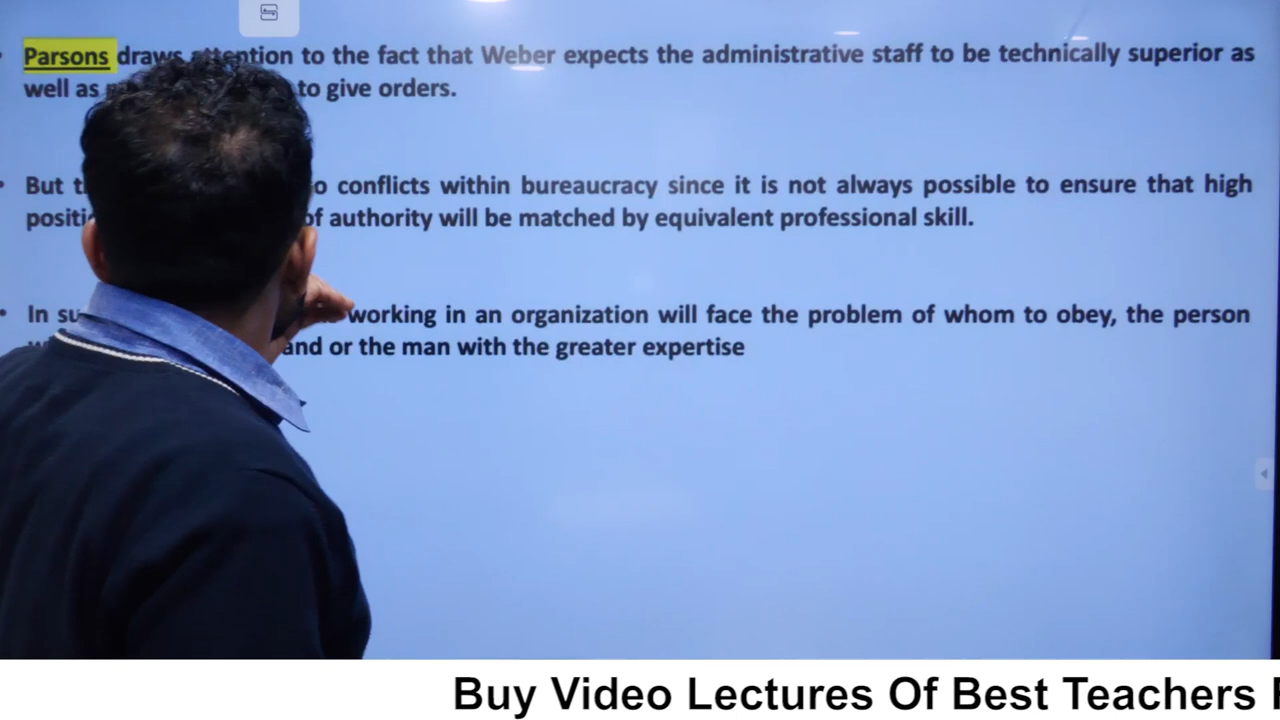 Parsons draws attention to the fact that Weber expects the administrative staff to be technically superior as
well as to give orders.
But conflicts within bureaucracy since it is not always possible to ensure that high
of authority will be matched by equivalent professional skill.
In working in an organization will face the problem of whom to obey, the person
and or the man with the greater expertise
Buy Video Lectures Of Best Teachers